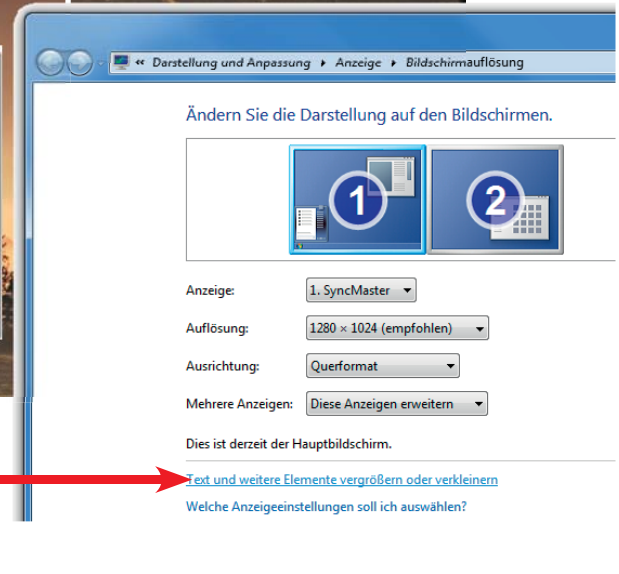 « Darstellung und Anpassung ▸ Anzeige ▸ Bildschirmauflösung
Ändern Sie die Darstellung auf den Bildschirmen.
1 2
Anzeige: 1. SyncMaster
Auflösung: 1280 × 1024 (empfohlen)
Ausrichtung: Querformat
Mehrere Anzeigen: Diese Anzeigen erweitern
Dies ist derzeit der Hauptbildschirm.
Text und weitere Elemente vergrößern oder verkleinern
Welche Anzeigeeinstellungen soll ich auswählen?